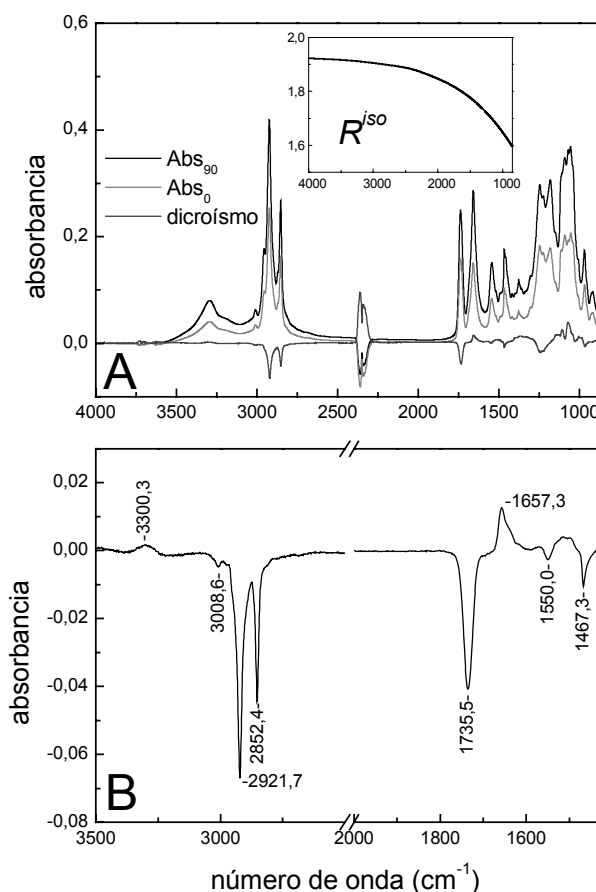 0,6
2,0
1,8
1,6
R^iso
4000 3000 2000 1000
0,4
Abs₉₀
Abs₀
dicroísmo
0,2
0,0
absorbancia
A
4000 3500 3000 2500 2000 1500 1000
0,02
-3300,3
-1657,3
0,00
3008,6-
1550,0-
1467,3-
-0,02
2852,4-
1735,5-
-0,04
-0,06
-2921,7
-0,08
absorbancia
B
3500 3000 2000 1800 1600
número de onda (cm⁻¹)